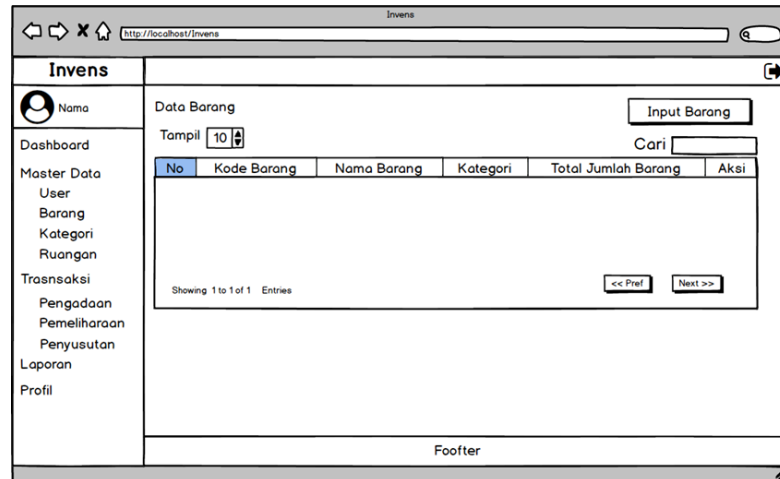 Invens
http://localhost/Invens
Invens
Nama
Data Barang
Input Barang
Tampil 10
Cari
Dashboard
Master Data
User
Barang
Kategori
Ruangan
Trasnsaksi
Pengadaan
Pemeliharaan
Penyusutan
Laporan
Profil
No Kode Barang Nama Barang Kategori Total Jumlah Barang Aksi
Showing 1 to 1 of 1 Entries
<< Pref Next >>
Foofter